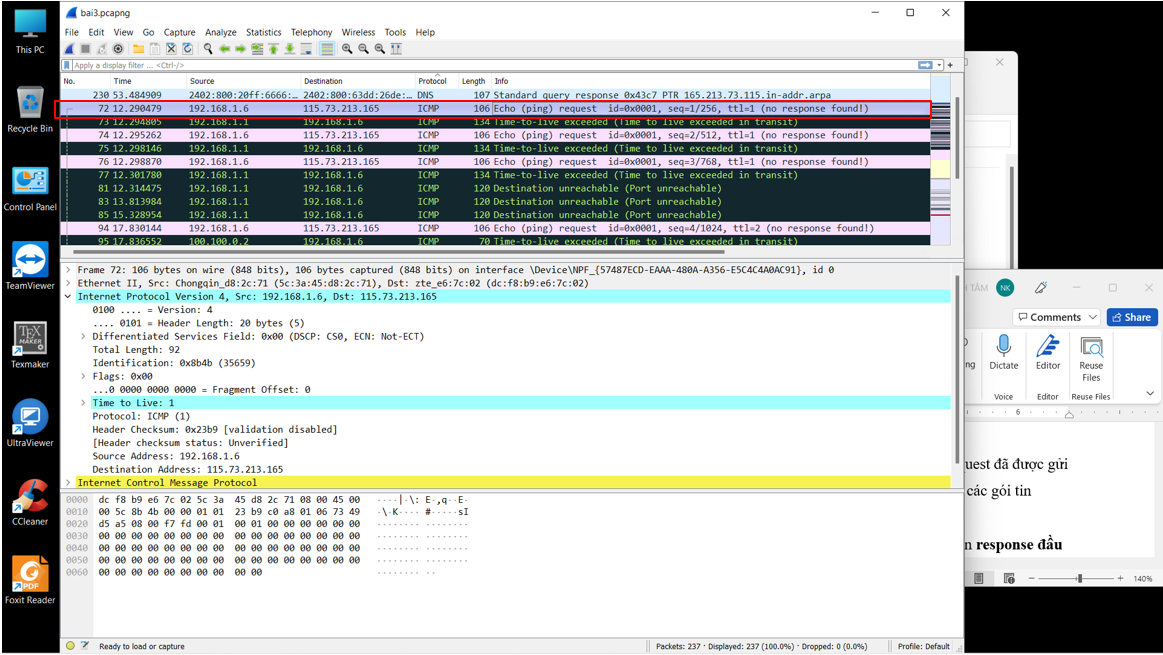 This PC
Recycle Bin
Control Panel
TeamViewer
TEX MAKER
Texmaker
UltraViewer
CCleaner
PDF
Foxit Reader
bai3.pcapng
File Edit View Go Capture Analyze Statistics Telephony Wireless Tools Help
Apply a display filter ... <Ctrl-/>
No. Time Source Destination Protocol Length Info
230 53.484909 2402:800:20ff:6666:… 2402:800:63dd:26de:… DNS 107 Standard query response 0x43c7 PTR 165.213.73.115.in-addr.arpa
72 12.290479 192.168.1.6 115.73.213.165 ICMP 106 Echo (ping) request id=0x0001, seq=1/256, ttl=1 (no response found!)
73 12.294805 192.168.1.1 192.168.1.6 ICMP 134 Time-to-live exceeded (Time to live exceeded in transit)
74 12.295262 192.168.1.6 115.73.213.165 ICMP 106 Echo (ping) request id=0x0001, seq=2/512, ttl=1 (no response found!)
75 12.298146 192.168.1.1 192.168.1.6 ICMP 134 Time-to-live exceeded (Time to live exceeded in transit)
76 12.298870 192.168.1.6 115.73.213.165 ICMP 106 Echo (ping) request id=0x0001, seq=3/768, ttl=1 (no response found!)
77 12.301780 192.168.1.1 192.168.1.6 ICMP 134 Time-to-live exceeded (Time to live exceeded in transit)
81 12.314475 192.168.1.1 192.168.1.6 ICMP 120 Destination unreachable (Port unreachable)
83 13.813984 192.168.1.1 192.168.1.6 ICMP 120 Destination unreachable (Port unreachable)
85 15.328954 192.168.1.1 192.168.1.6 ICMP 120 Destination unreachable (Port unreachable)
94 17.830144 192.168.1.6 115.73.213.165 ICMP 106 Echo (ping) request id=0x0001, seq=4/1024, ttl=2 (no response found!)
95 17.836552 100.100.0.2 192.168.1.6 ICMP 70 Time-to-live exceeded (Time to live exceeded in transit)
Frame 72: 106 bytes on wire (848 bits), 106 bytes captured (848 bits) on interface \Device\NPF_{57487ECD-EAAA-480A-A356-E5C4C4A0AC91}, id 0
Ethernet II, Src: Chongqin_d8:2c:71 (5c:3a:45:d8:2c:71), Dst: zte_e6:7c:02 (dc:f8:b9:e6:7c:02)
Internet Protocol Version 4, Src: 192.168.1.6, Dst: 115.73.213.165
0100 .... = Version: 4
.... 0101 = Header Length: 20 bytes (5)
Differentiated Services Field: 0x00 (DSCP: CS0, ECN: Not-ECT)
Total Length: 92
Identification: 0x8b4b (35659)
Flags: 0x00
...0 0000 0000 0000 = Fragment Offset: 0
Time to Live: 1
Protocol: ICMP (1)
Header Checksum: 0x23b9 [validation disabled]
[Header checksum status: Unverified]
Source Address: 192.168.1.6
Destination Address: 115.73.213.165
Internet Control Message Protocol
0000 dc f8 b9 e6 7c 02 5c 3a 45 d8 2c 71 08 00 45 00 ····|·\: E·,q··E·
0010 00 5c 8b 4b 00 00 01 01 23 b9 c0 a8 01 06 73 49 ·\·K···· #·····sI
0020 d5 a5 08 00 f7 fd 00 01 00 01 00 00 00 00 00 00 ········ ········
0030 00 00 00 00 00 00 00 00 00 00 00 00 00 00 00 00 ········ ········
0040 00 00 00 00 00 00 00 00 00 00 00 00 00 00 00 00 ········ ········
0050 00 00 00 00 00 00 00 00 00 00 00 00 00 00 00 00 ········ ········
0060 00 00 00 00 00 00 00 00 00 00 ········ ··
Ready to load or capture Packets: 237 · Displayed: 237 (100.0%) · Dropped: 0 (0.0%) Profile: Default
TÂM NK
Comments Share
ng Dictate Editor Reuse Files
Voice Editor Reuse Files
6
uest đã được gửi
các gói tin
n response đầu
140%